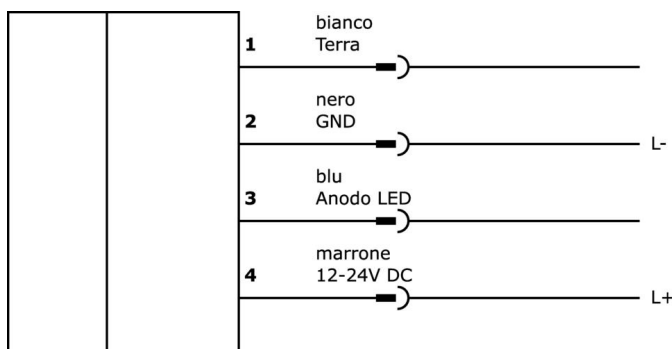 bianco
1 Terra
nero
2 GND
L-
blu
3 Anodo LED
marrone
4 12-24V DC
L+